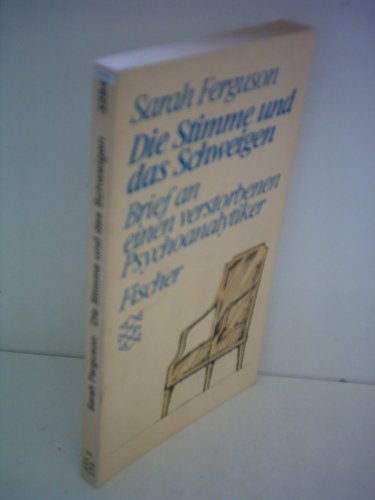 Sarah Ferguson
Die Stimme und
das Schweigen
Brief an
einen verstorbenen
Psychoanalytiker
Fischer
Sarah Ferguson Die Stimme und das Schweigen